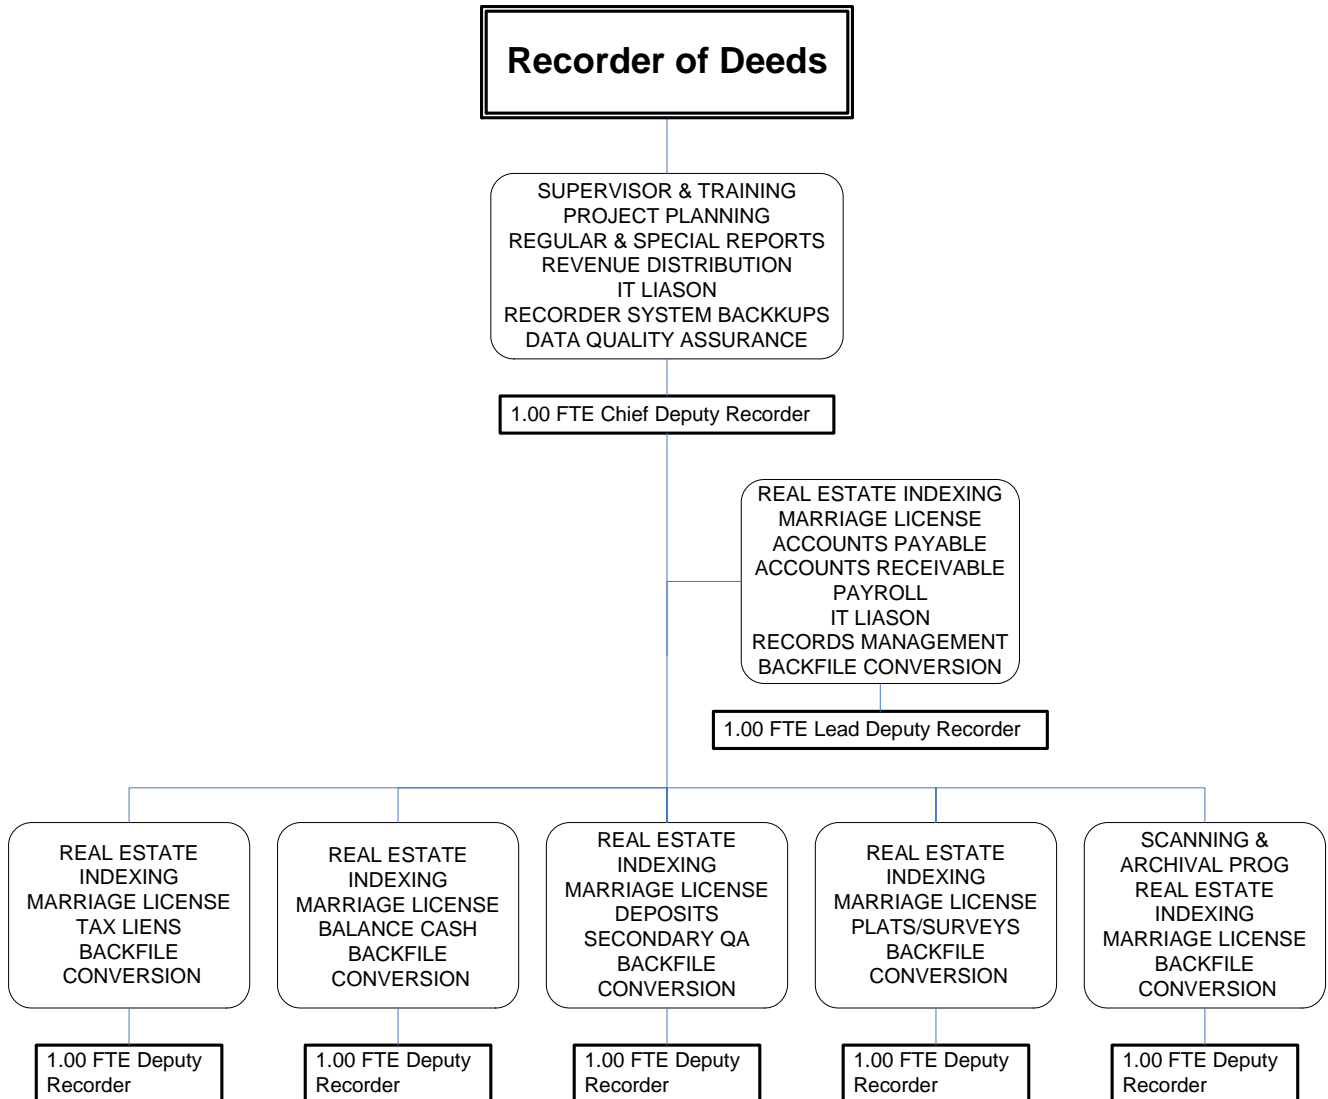 Recorder of Deeds
SUPERVISOR & TRAINING
PROJECT PLANNING
REGULAR & SPECIAL REPORTS
REVENUE DISTRIBUTION
IT LIASON
RECORDER SYSTEM BACKKUPS
DATA QUALITY ASSURANCE
1.00 FTE Chief Deputy Recorder
REAL ESTATE INDEXING
MARRIAGE LICENSE
ACCOUNTS PAYABLE
ACCOUNTS RECEIVABLE
PAYROLL
IT LIASON
RECORDS MANAGEMENT
BACKFILE CONVERSION
1.00 FTE Lead Deputy Recorder
REAL ESTATE
INDEXING
MARRIAGE LICENSE
TAX LIENS
BACKFILE
CONVERSION
REAL ESTATE
INDEXING
MARRIAGE LICENSE
BALANCE CASH
BACKFILE
CONVERSION
REAL ESTATE
INDEXING
MARRIAGE LICENSE
DEPOSITS
SECONDARY QA
BACKFILE
CONVERSION
REAL ESTATE
INDEXING
MARRIAGE LICENSE
PLATS/SURVEYS
BACKFILE
CONVERSION
SCANNING &
ARCHIVAL PROG
REAL ESTATE
INDEXING
MARRIAGE LICENSE
BACKFILE
CONVERSION
1.00 FTE Deputy
Recorder
1.00 FTE Deputy
Recorder
1.00 FTE Deputy
Recorder
1.00 FTE Deputy
Recorder
1.00 FTE Deputy
Recorder